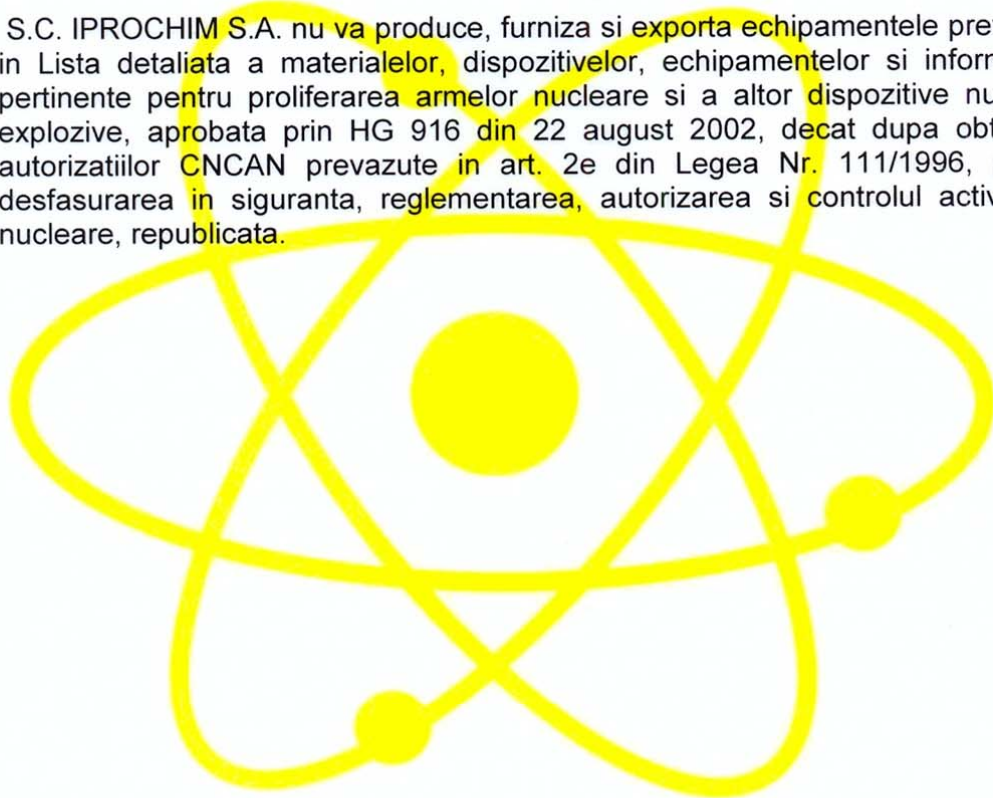 S.C. IPROCHIM S.A. nu va produce, furniza si exporta echipamentele pre
in Lista detaliata a materialelor, dispozitivelor, echipamentelor si inform
pertinente pentru proliferarea armelor nucleare si a altor dispozitive nu
explozive, aprobata prin HG 916 din 22 august 2002, decat dupa obt
autorizatiilor CNCAN prevazute in art. 2e din Legea Nr. 111/1996,
desfasurarea in siguranta, reglementarea, autorizarea si controlul activ
nucleare, republicata.